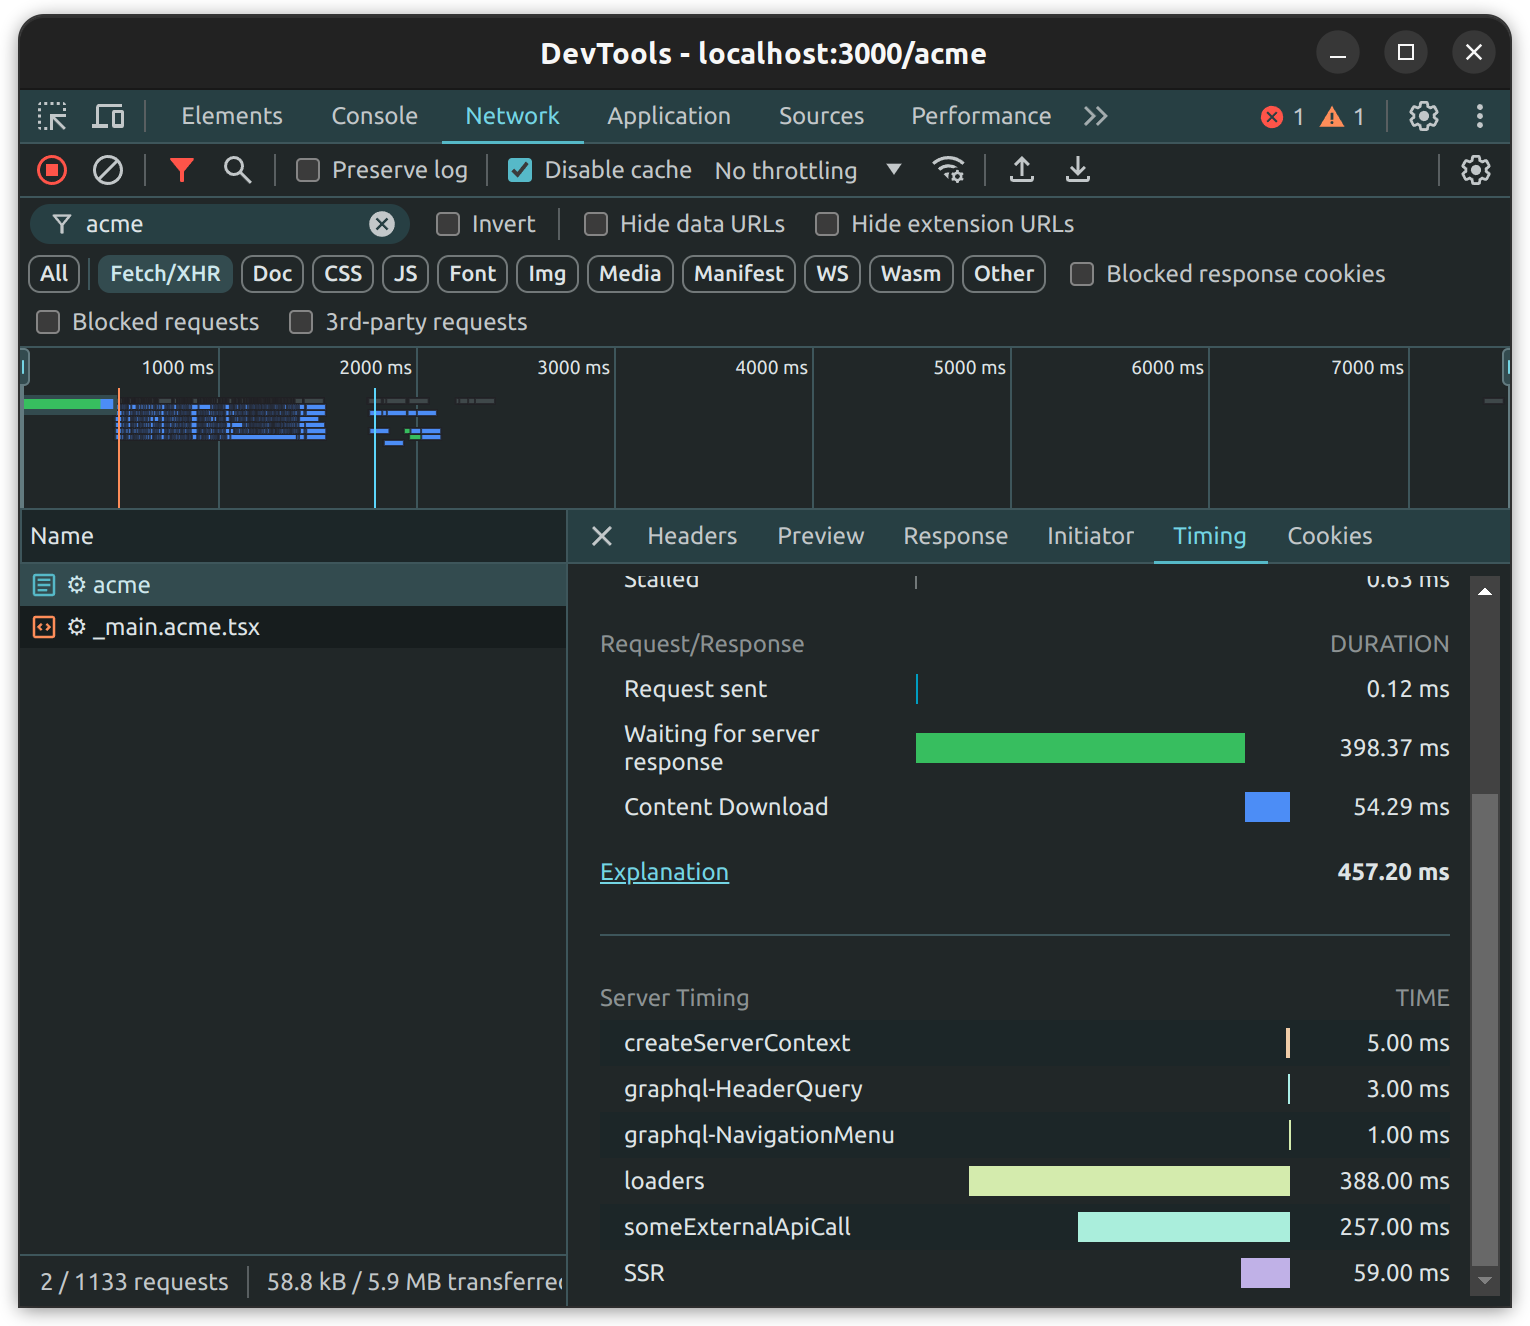 DevTools - localhost:3000/acme
Elements Console Network Application Sources Performance 1 1
Preserve log Disable cache No throttling
acme Invert Hide data URLs Hide extension URLs
All Fetch/XHR Doc CSS JS Font Img Media Manifest WS Wasm Other Blocked response cookies
Blocked requests 3rd-party requests
1000 ms 2000 ms 3000 ms 4000 ms 5000 ms 6000 ms 7000 ms
Name
acme
_main.acme.tsx
2 / 1133 requests 58.8 kB / 5.9 MB transferred
Headers Preview Response Initiator Timing Cookies
Stalled 0.63 ms
Request/Response DURATION
Request sent 0.12 ms
Waiting for server
response 398.37 ms
Content Download 54.29 ms
Explanation 457.20 ms
Server Timing TIME
createServerContext 5.00 ms
graphql-HeaderQuery 3.00 ms
graphql-NavigationMenu 1.00 ms
loaders 388.00 ms
someExternalApiCall 257.00 ms
SSR 59.00 ms